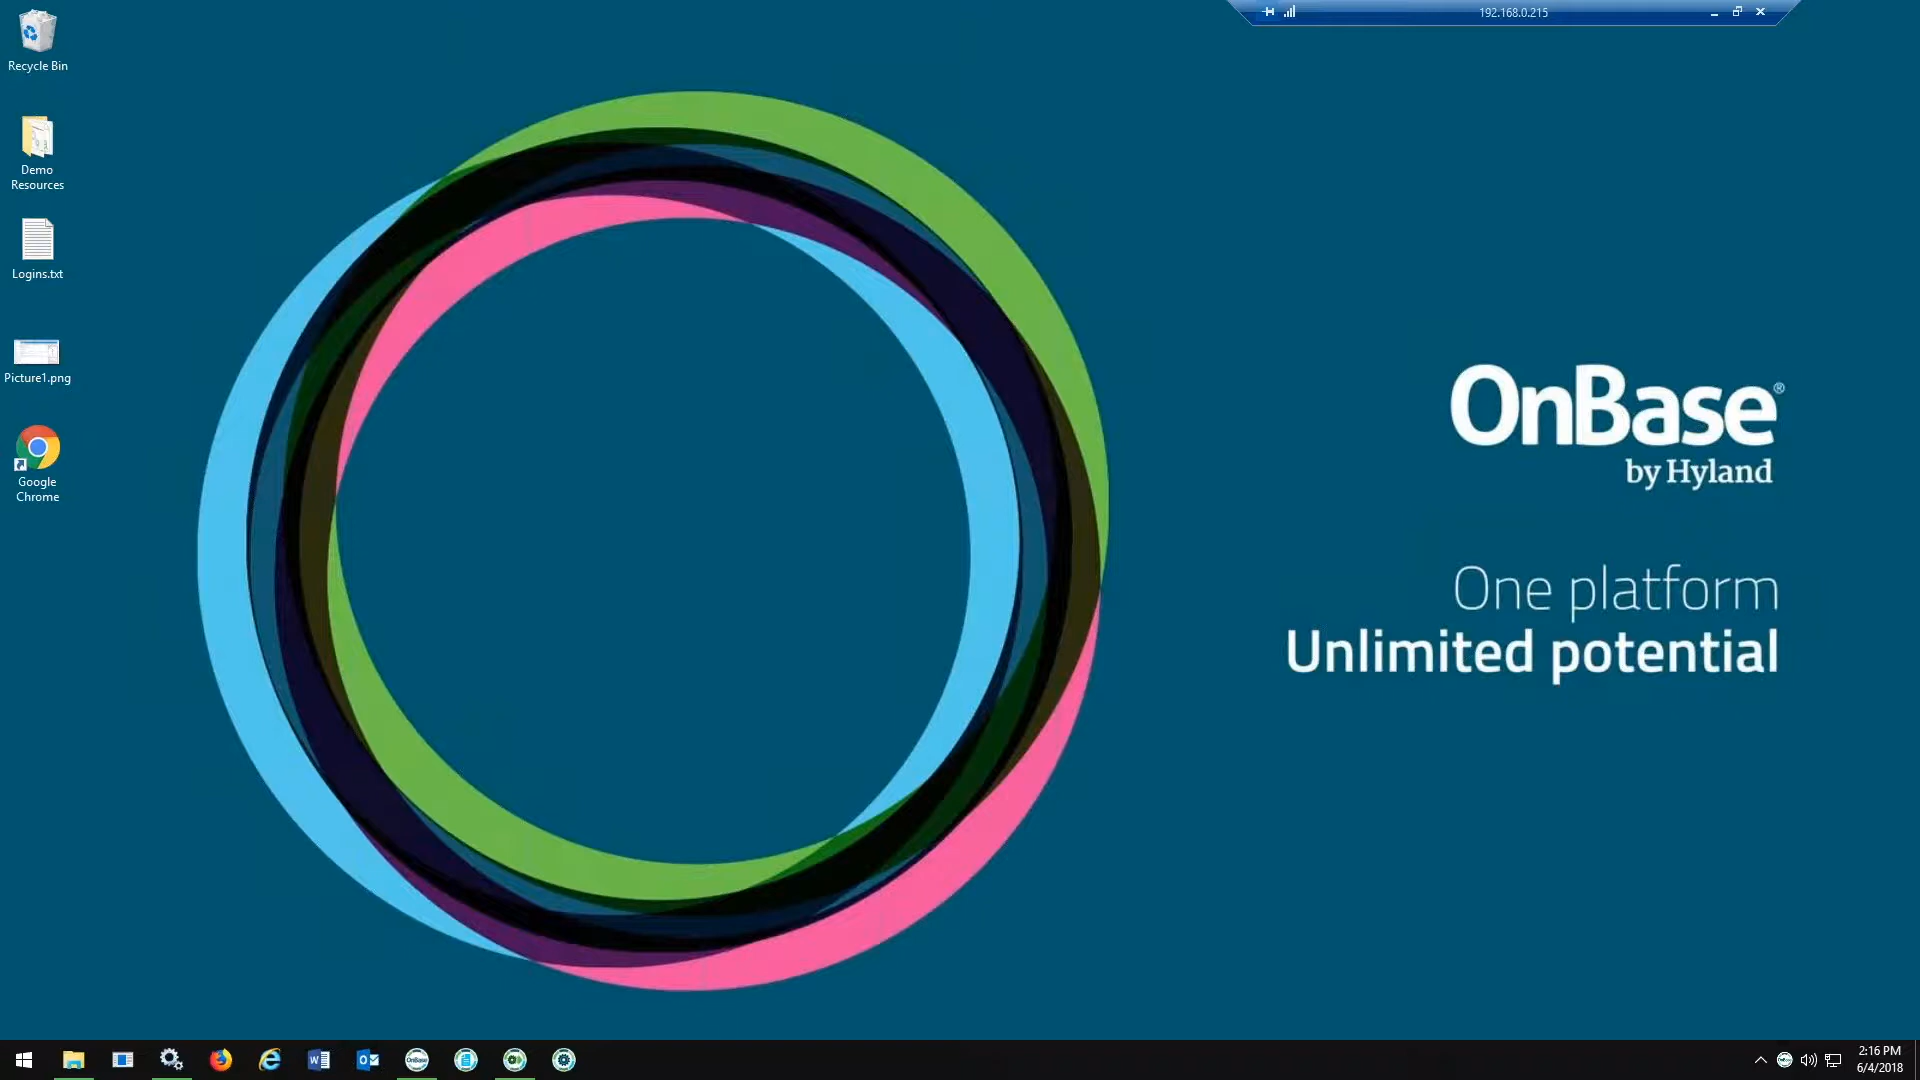 192.168.0.215
Recycle Bin
Demo
Resources
Logins.txt
Picture1.png
Google
Chrome
OnBase®
by Hyland
One platform
Unlimited potential
OnBase
2:16 PM
6/4/2018